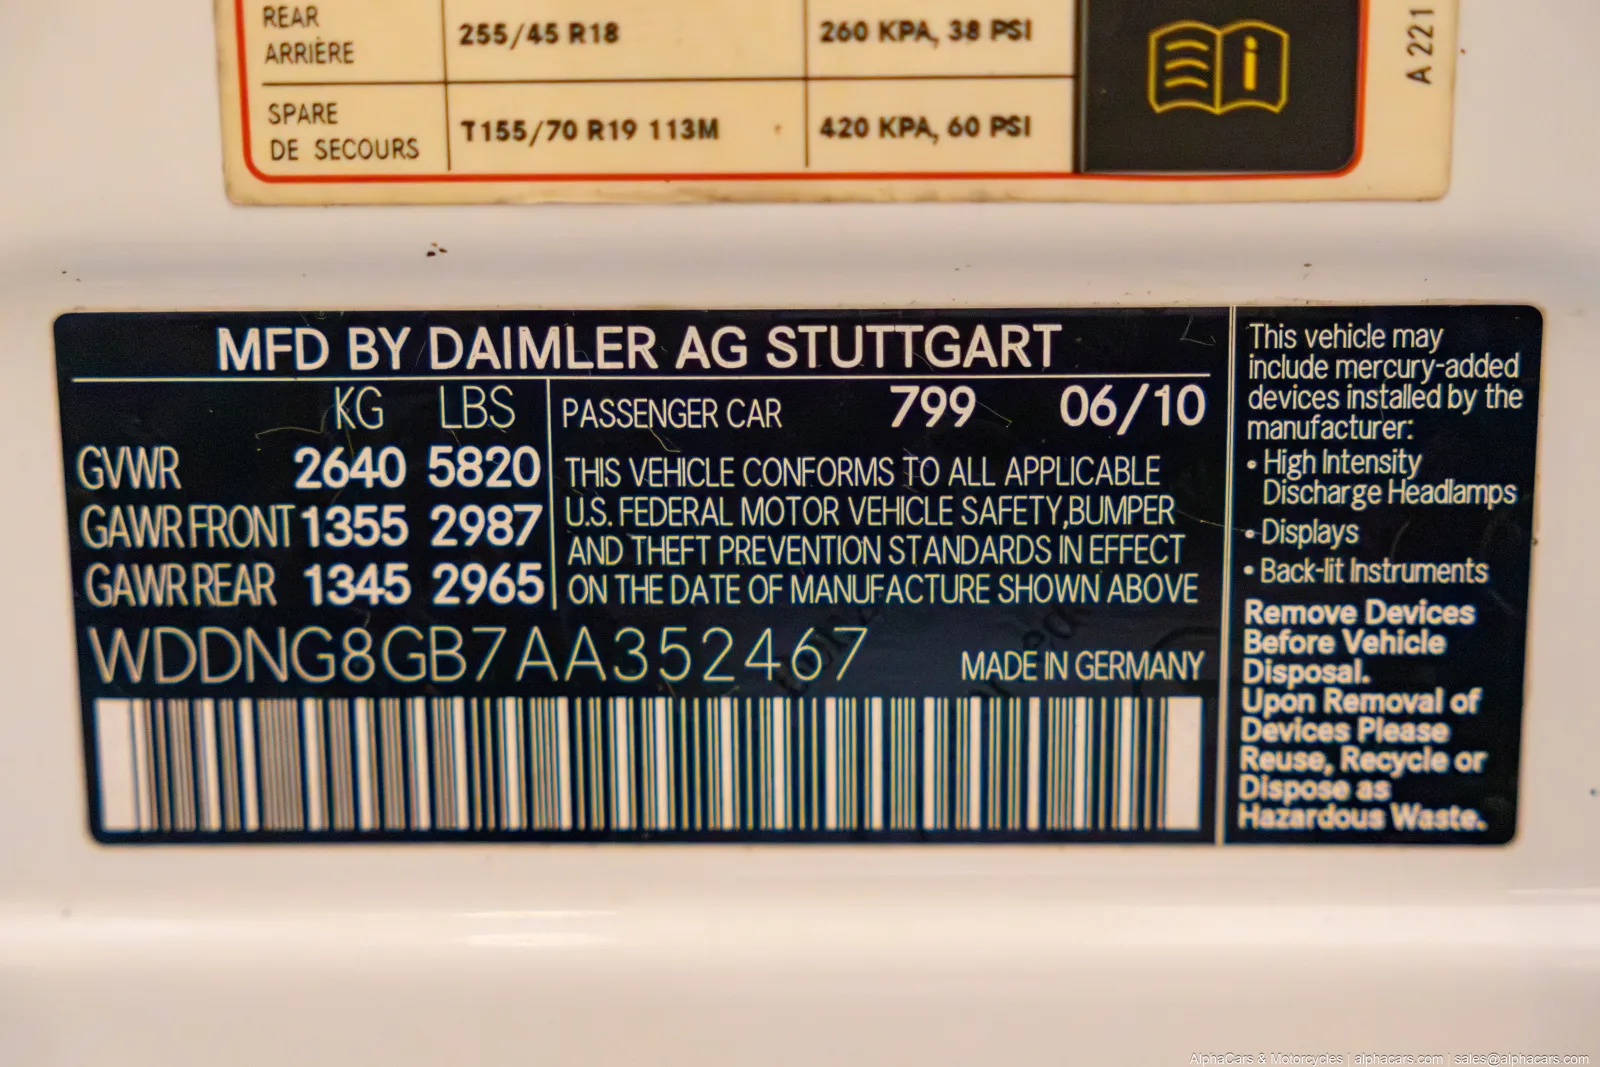 REAR
ARRIÈRE
255/45 R18
260 KPA, 38 PSI
SPARE
DE SECOURS
T155/70 R19 113M
420 KPA, 60 PSI
i
A 221
MFD BY DAIMLER AG STUTTGART
KG LBS
GVWR 2640 5820
GAWR FRONT 1355 2987
GAWR REAR 1345 2965
PASSENGER CAR 799 06/10
THIS VEHICLE CONFORMS TO ALL APPLICABLE
U.S. FEDERAL MOTOR VEHICLE SAFETY,BUMPER
AND THEFT PREVENTION STANDARDS IN EFFECT
ON THE DATE OF MANUFACTURE SHOWN ABOVE
WDDNG8GB7AA352467
MADE IN GERMANY
This vehicle may
include mercury-added
devices installed by the
manufacturer:
• High Intensity
Discharge Headlamps
• Displays
• Back-lit Instruments
Remove Devices
Before Vehicle
Disposal.
Upon Removal of
Devices Please
Reuse, Recycle or
Dispose as
Hazardous Waste.
AlphaCars & Motorcycles | alphacars.com | sales@alphacars.com